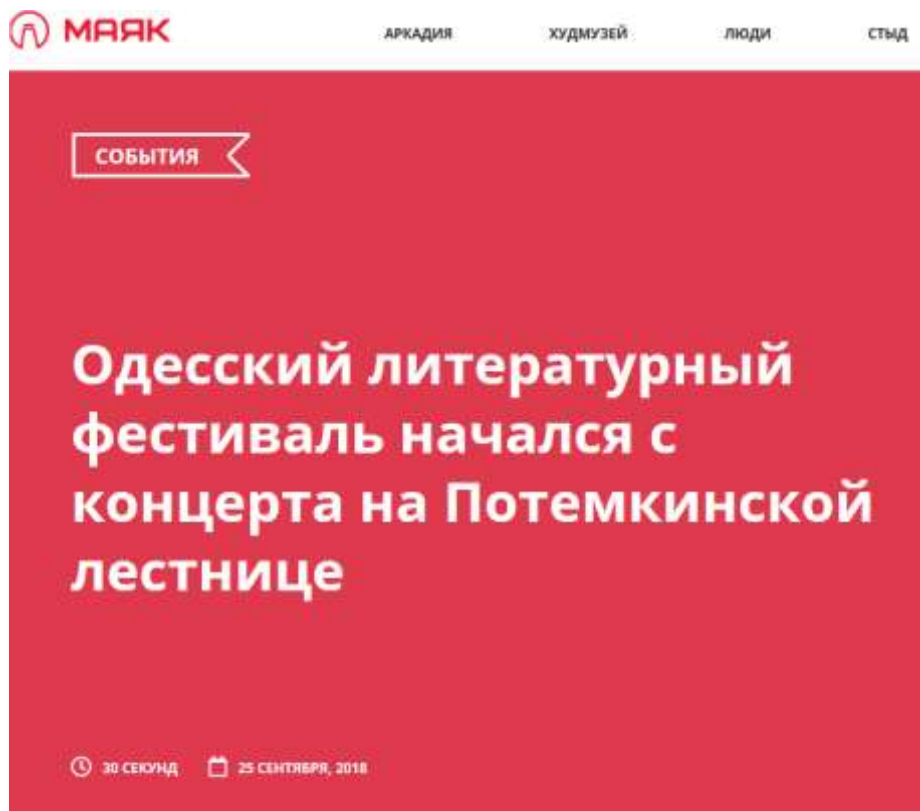 МАЯК
АРКАДИЯ ХУДМУЗЕЙ ЛЮДИ СТЫД
СОБЫТИЯ
Одесский литературный
фестиваль начался с
концерта на Потемкинской
лестнице
30 СЕКУНД 25 СЕНТЯБРЯ, 2018